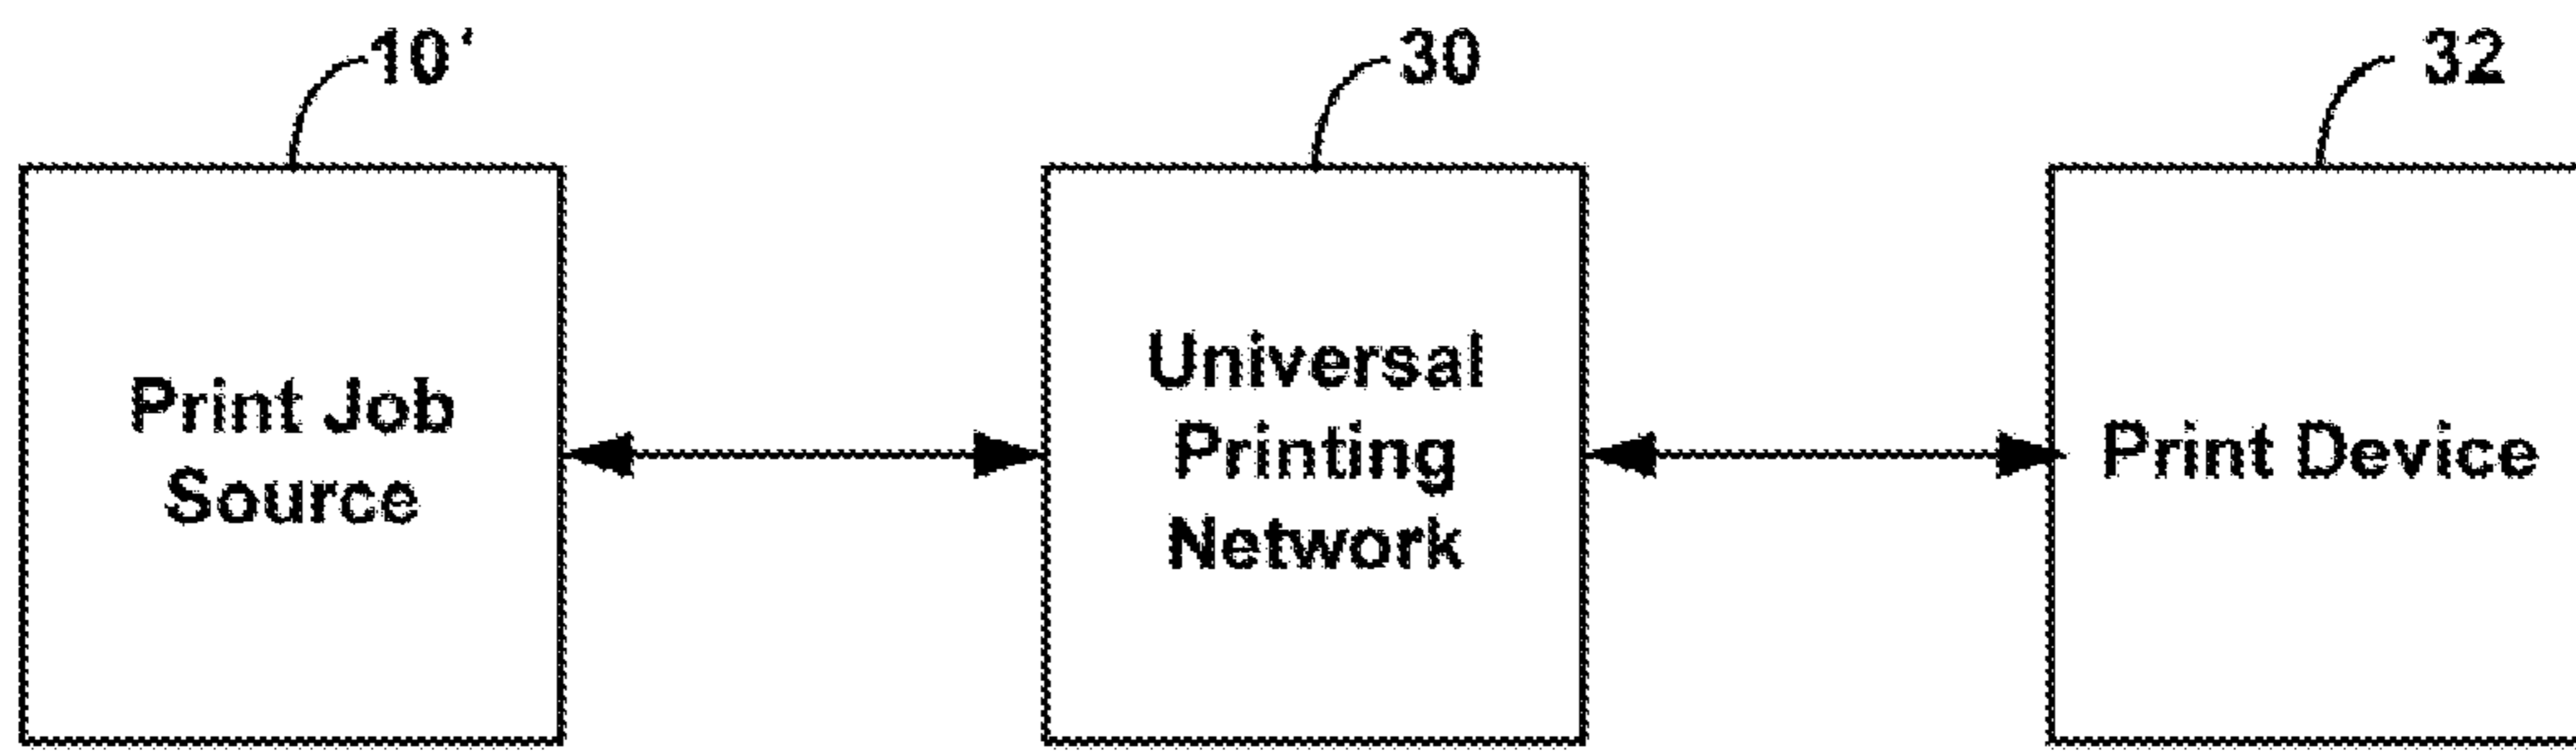 10'
30
32
Print Job
Source
Universal
Printing
Network
Print Device